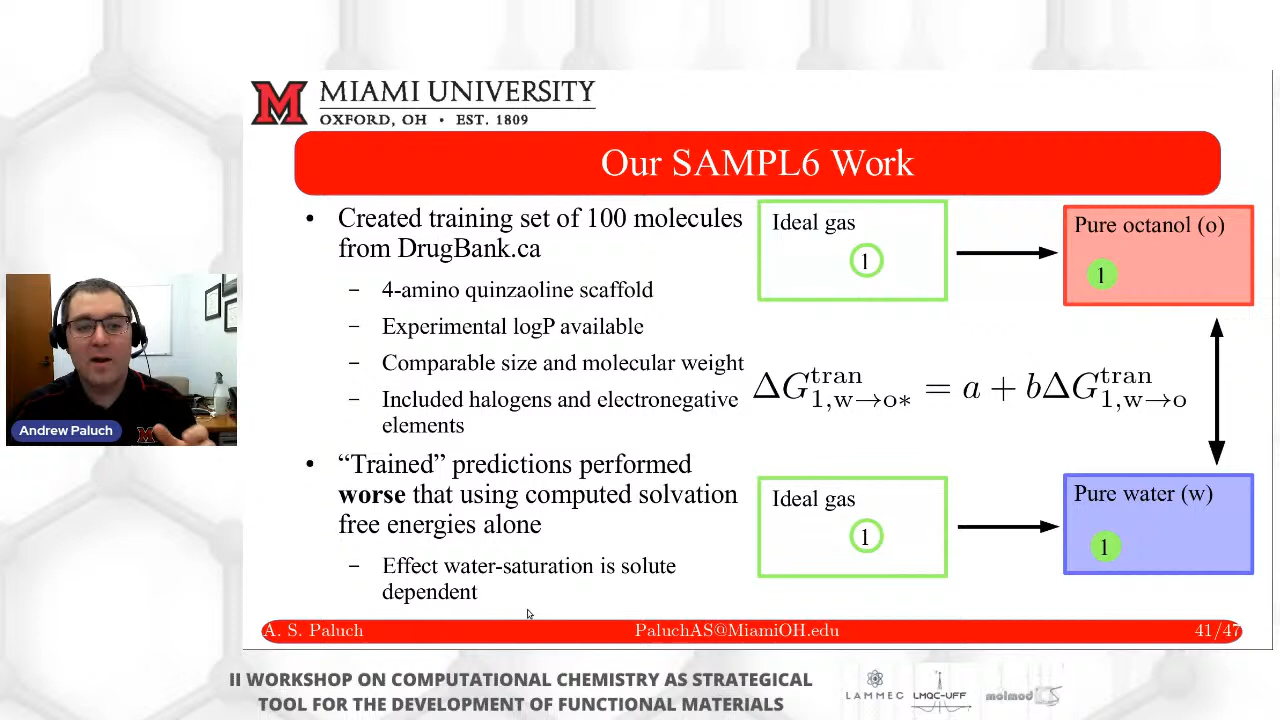 MIAMI UNIVERSITY
OXFORD, OH • EST. 1809
Our SAMPL6 Work
• Created training set of 100 molecules
from DrugBank.ca
– 4-amino quinzaoline scaffold
– Experimental logP available
– Comparable size and molecular weight
– Included halogens and electronegative
elements
• “Trained” predictions performed
worse that using computed solvation
free energies alone
– Effect water-saturation is solute
dependent
Ideal gas
1
Pure octanol (o)
1
ΔG^tran_1,w→o* = a + bΔG^tran_1,w→o
Ideal gas
1
Pure water (w)
1
Andrew Paluch
A. S. Paluch PaluchAS@MiamiOH.edu 41/47
II WORKSHOP ON COMPUTATIONAL CHEMISTRY AS STRATEGICAL
TOOL FOR THE DEVELOPMENT OF FUNCTIONAL MATERIALS
LAMMEC
LMQC-UFF
molmod CS